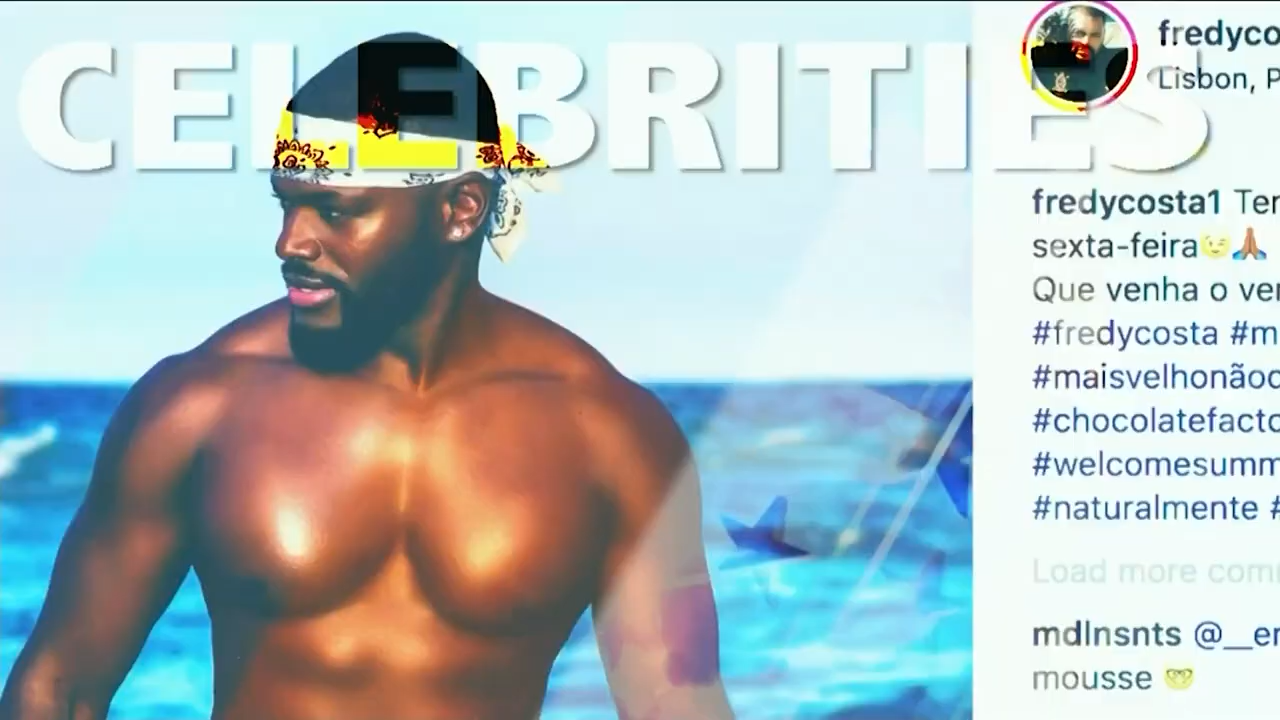 CELEBRITIES
fredyco
Lisbon, P
fredycosta1 Ter
sexta-feira😉🙏🏽
Que venha o ver
#fredycosta #m
#maisvelhonãoc
#chocolatefacto
#welcomesumm
#naturalmente #
Load more comm
mdlnsnts @__er
mousse 🤓